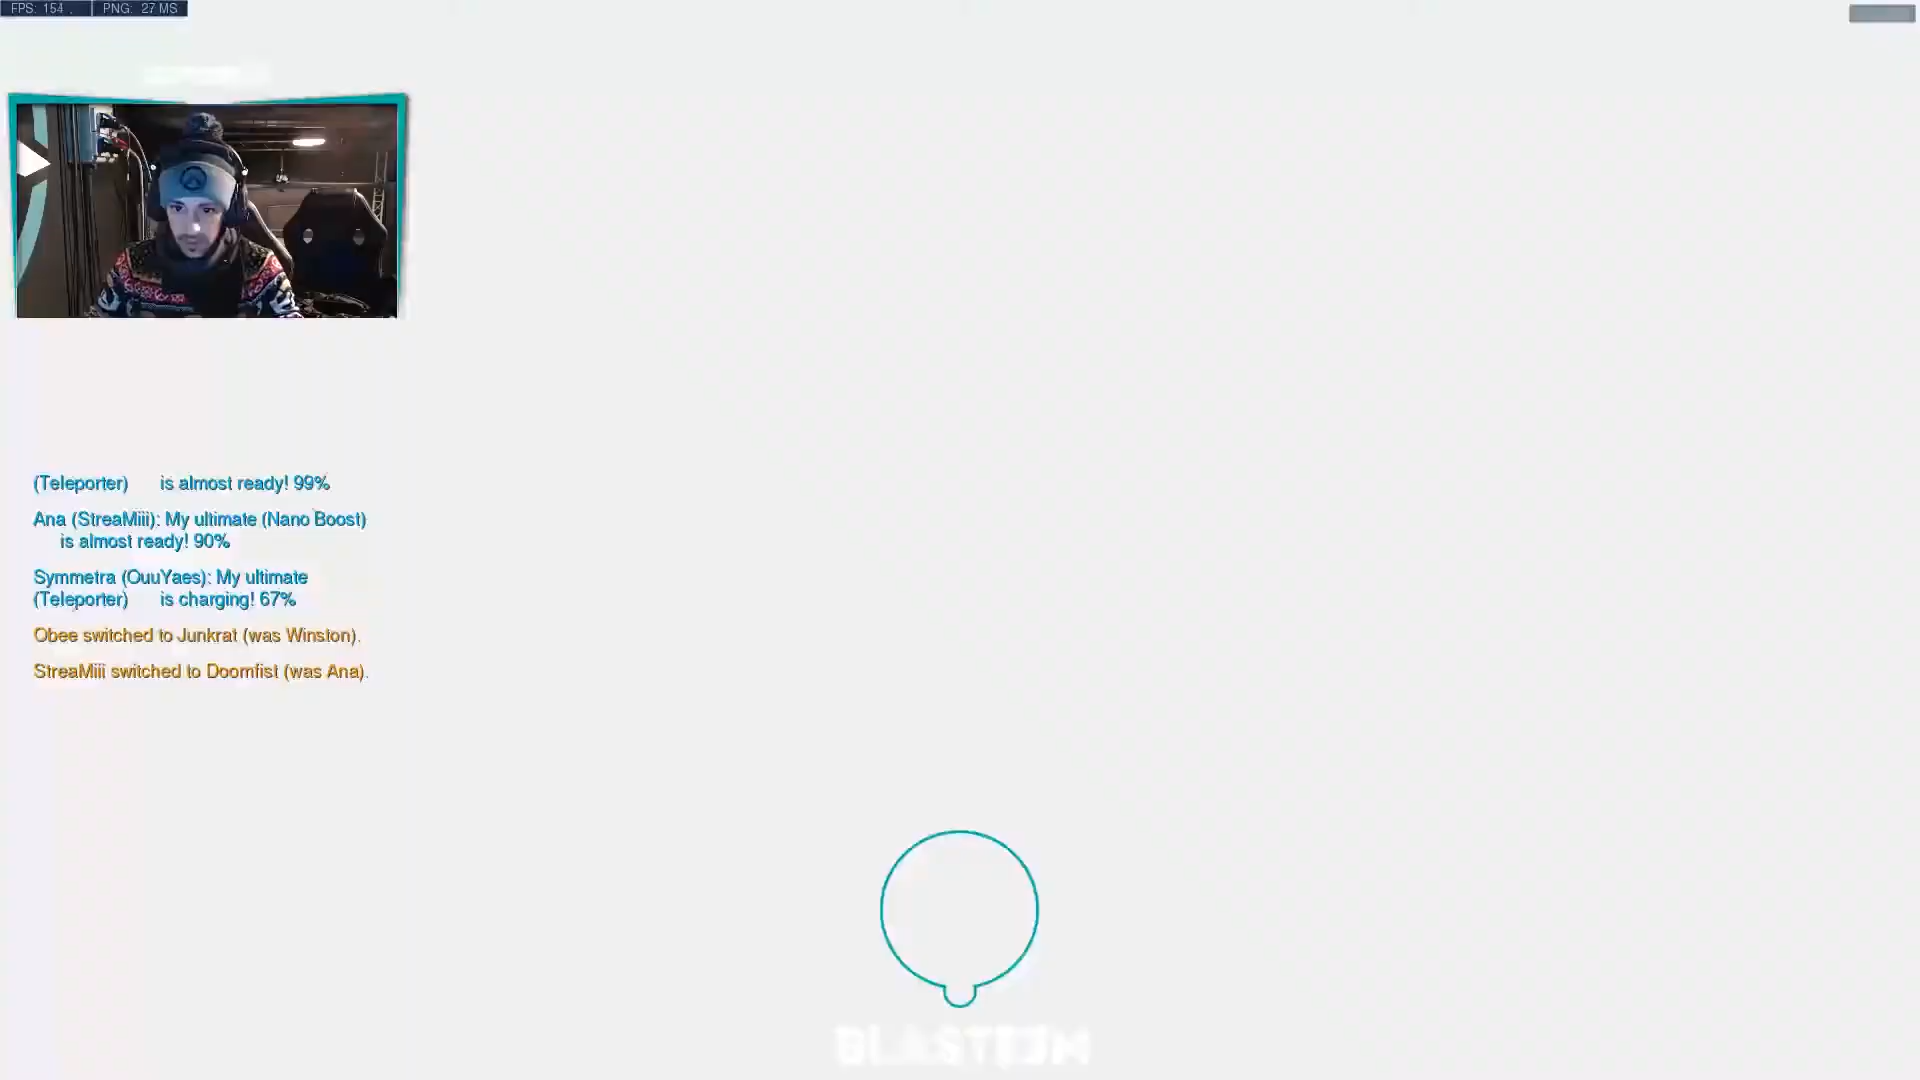 FPS: 154 PNG: 27 MS
(Teleporter) is almost ready! 99%
Ana (StreaMiii): My ultimate (Nano Boost)
is almost ready! 90%
Symmetra (OuuYaes): My ultimate
(Teleporter) is charging! 67%
Obee switched to Junkrat (was Winston).
StreaMiii switched to Doomfist (was Ana).